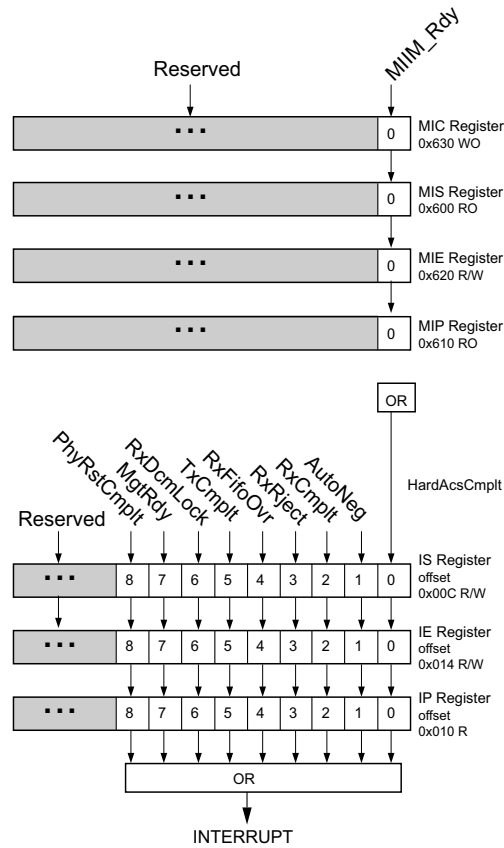 MIIM_Rdy
Reserved
... 0 MIC Register
0x630 WO
... 0 MIS Register
0x600 RO
... 0 MIE Register
0x620 R/W
... 0 MIP Register
0x610 RO
OR
HardAcsCmplt
Reserved
PhyRstCmplt
MgtRdy
RxDcmLock
TxCmplt
RxFifoOvr
RxRject
RxCmplt
AutoNeg
... 8 7 6 5 4 3 2 1 0 IS Register
offset
0x00C R/W
... 8 7 6 5 4 3 2 1 0 IE Register
offset
0x014 R/W
... 8 7 6 5 4 3 2 1 0 IP Register
offset
0x010 R
OR
INTERRUPT